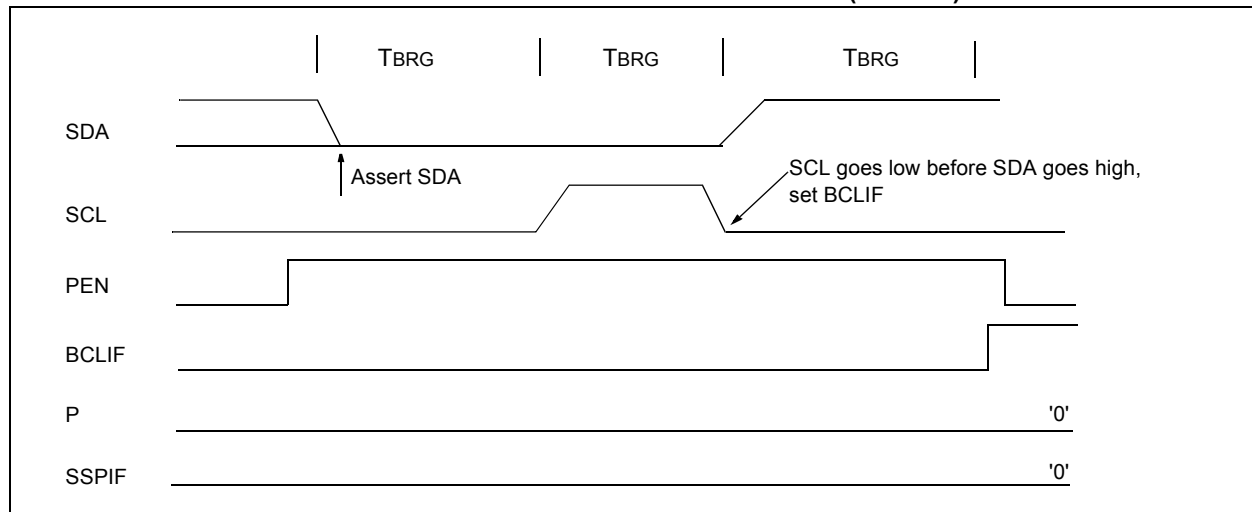 TBRG TBRG TBRG
SDA
Assert SDA
SCL goes low before SDA goes high,
set BCLIF
SCL
PEN
BCLIF
P '0'
SSPIF '0'